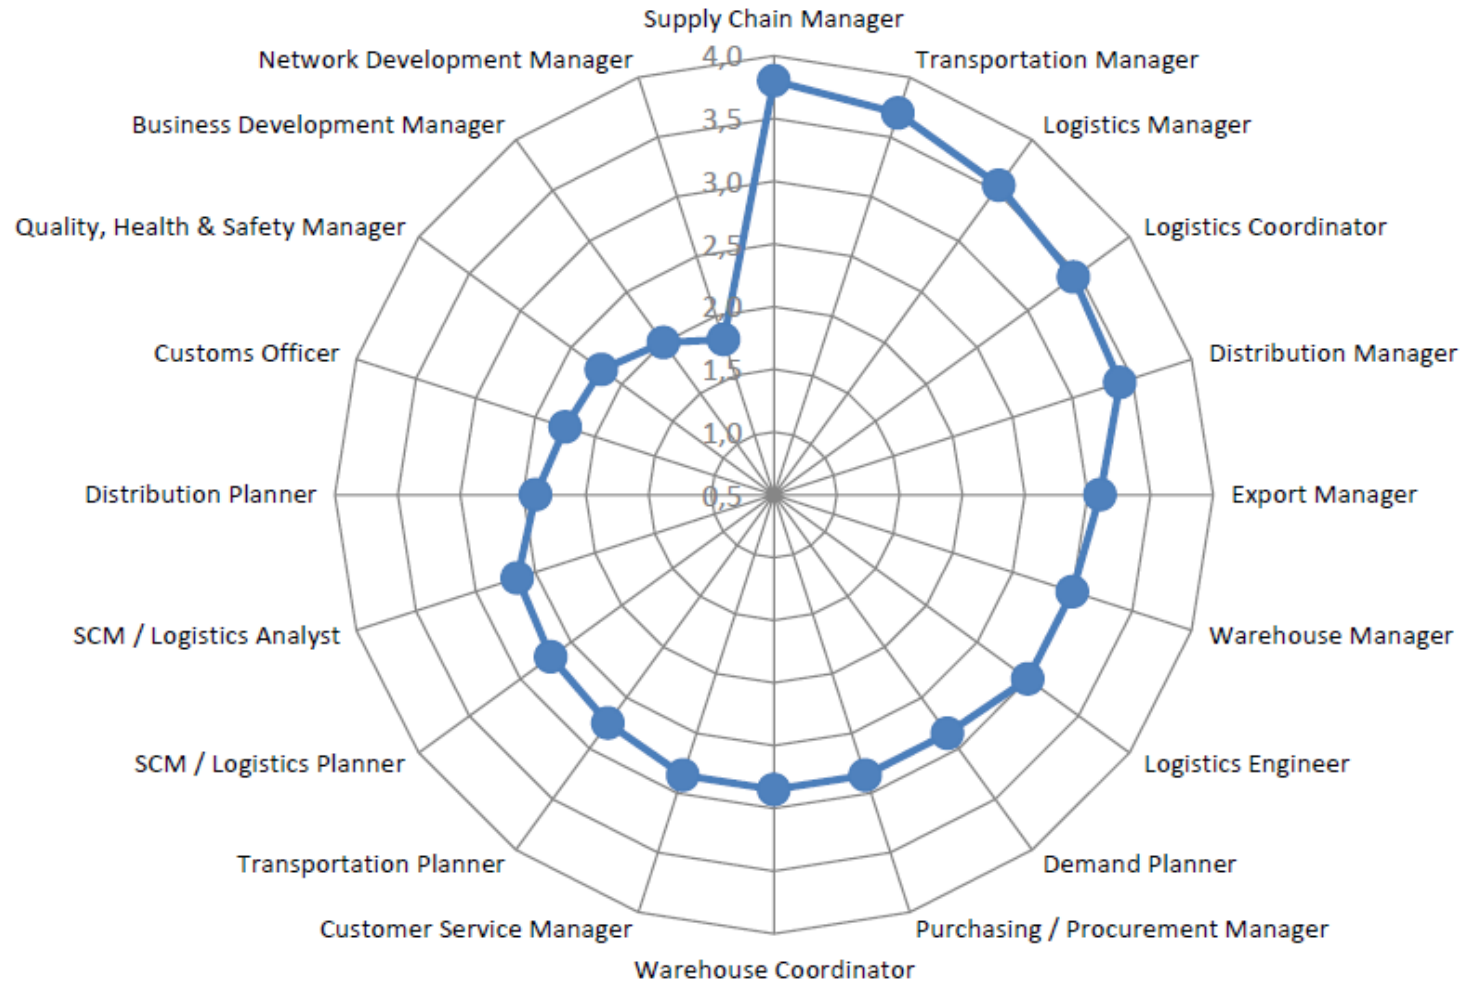 Supply Chain Manager
Transportation Manager
Logistics Manager
Logistics Coordinator
Distribution Manager
Export Manager
Warehouse Manager
Logistics Engineer
Demand Planner
Purchasing / Procurement Manager
Warehouse Coordinator
Customer Service Manager
Transportation Planner
SCM / Logistics Planner
SCM / Logistics Analyst
Distribution Planner
Customs Officer
Quality, Health & Safety Manager
Business Development Manager
Network Development Manager
4,0
3,5
3,0
2,5
2,0
1,5
1,0
0,5